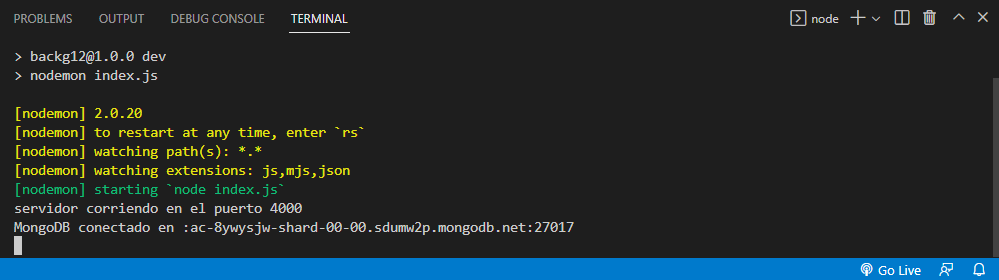 PROBLEMS OUTPUT DEBUG CONSOLE TERMINAL node
> backg12@1.0.0 dev
> nodemon index.js
[nodemon] 2.0.20
[nodemon] to restart at any time, enter `rs`
[nodemon] watching path(s): *.*
[nodemon] watching extensions: js,mjs,json
[nodemon] starting `node index.js`
servidor corriendo en el puerto 4000
MongoDB conectado en :ac-8ywysjw-shard-00-00.sdumw2p.mongodb.net:27017
Go Live